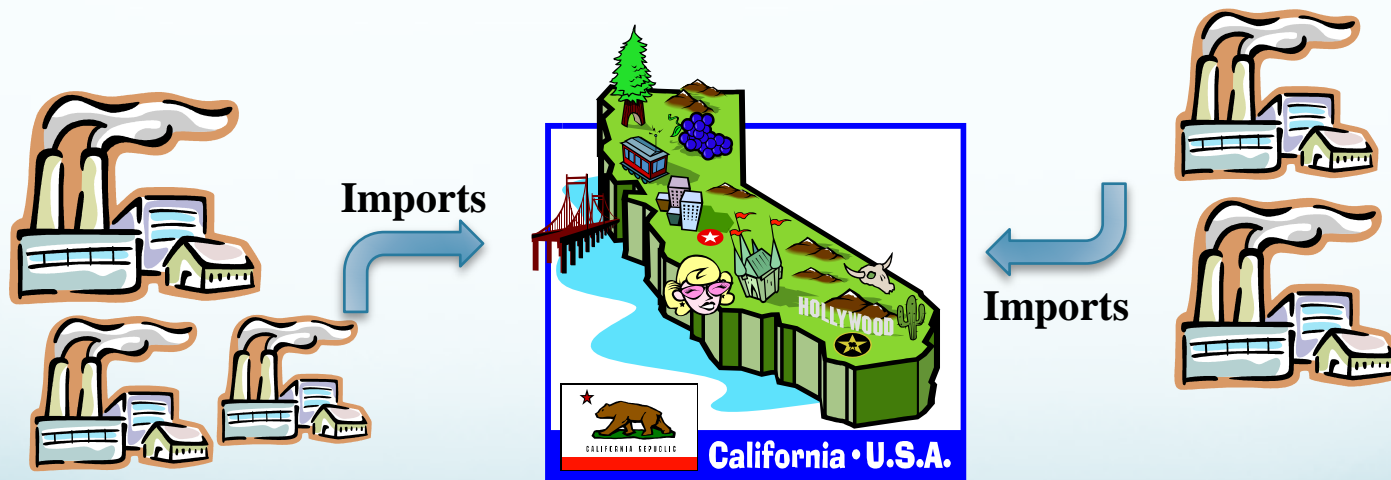 Imports
HOLLYWOOD
Imports
CALIFORNIA REPUBLIC
California • U.S.A.